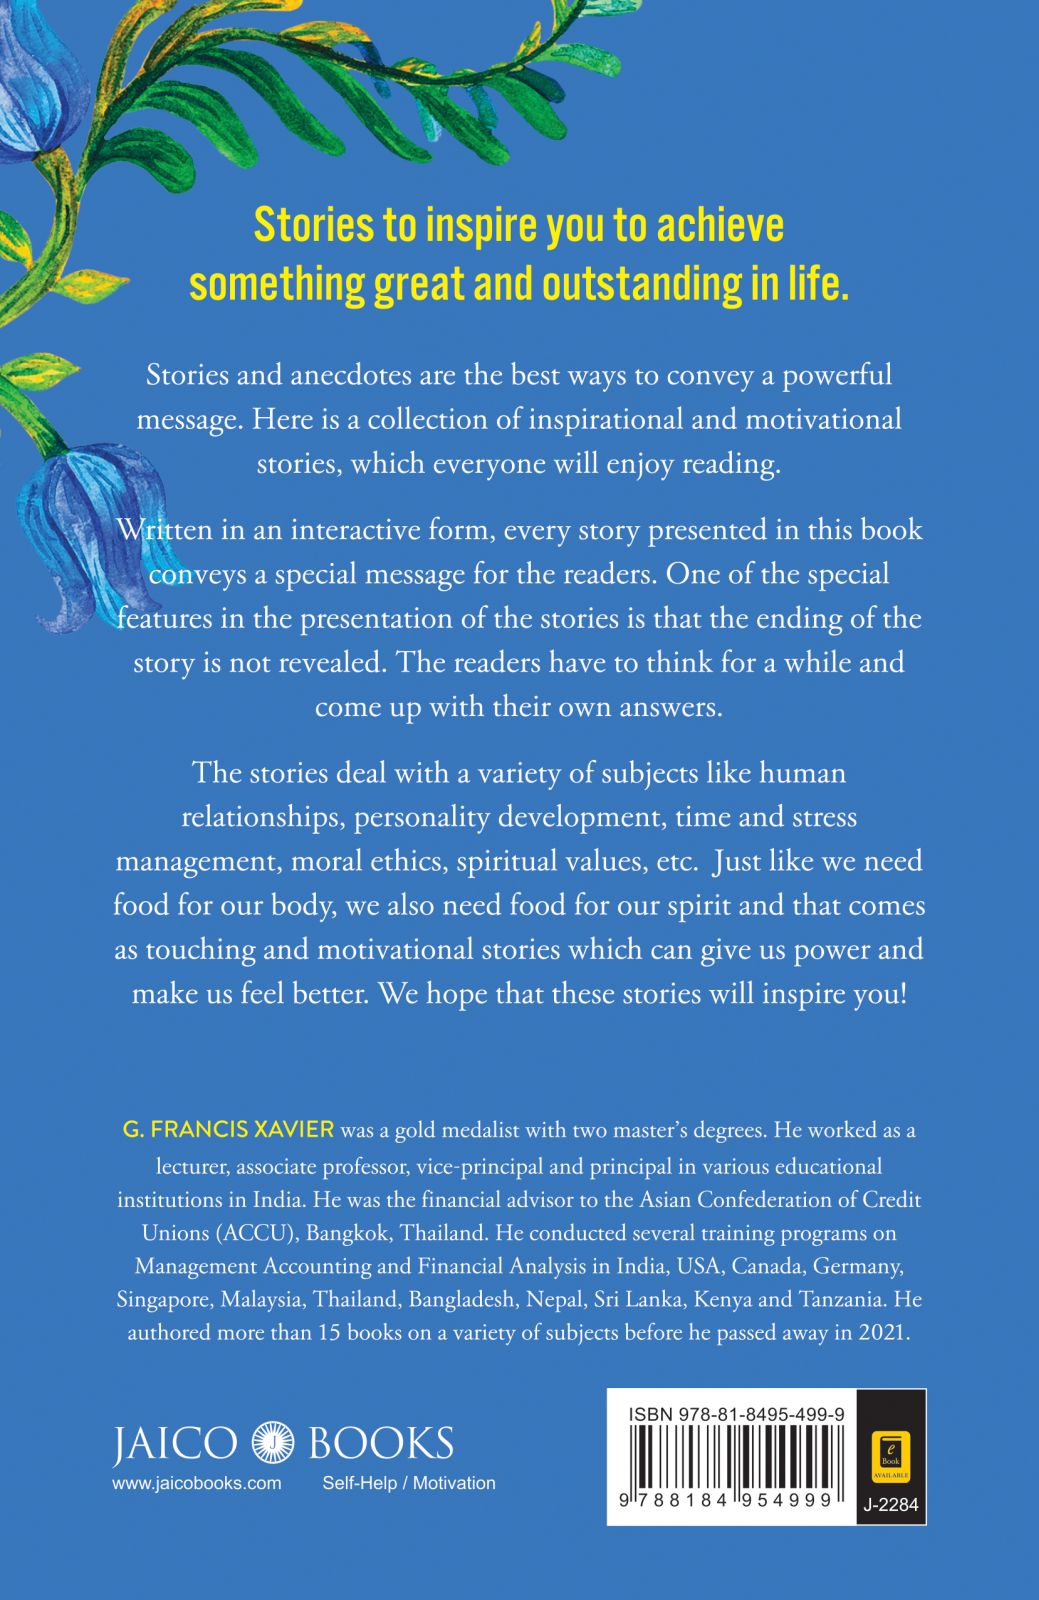 Stories to inspire you to achieve
something great and outstanding in life.
Stories and anecdotes are the best ways to convey a powerful
message. Here is a collection of inspirational and motivational
stories, which everyone will enjoy reading.
Written in an interactive form, every story presented in this book
conveys a special message for the readers. One of the special
features in the presentation of the stories is that the ending of the
story is not revealed. The readers have to think for a while and
come up with their own answers.
The stories deal with a variety of subjects like human
relationships, personality development, time and stress
management, moral ethics, spiritual values, etc.  Just like we need
food for our body, we also need food for our spirit and that comes
as touching and motivational stories which can give us power and
make us feel better. We hope that these stories will inspire you!
G. FRANCIS XAVIER was a gold medalist with two master's degrees. He worked as a
lecturer, associate professor, vice-principal and principal in various educational
institutions in India. He was the financial advisor to the Asian Confederation of Credit
Unions (ACCU), Bangkok, Thailand. He conducted several training programs on
Management Accounting and Financial Analysis in India, USA, Canada, Germany,
Singapore, Malaysia, Thailand, Bangladesh, Nepal, Sri Lanka, Kenya and Tanzania. He
authored more than 15 books on a variety of subjects before he passed away in 2021.
JAICO J BOOKS
www.jaicobooks.com Self-Help / Motivation
ISBN 978-81-8495-499-9
9 788184 954999
e
Book
AVAILABLE
J-2284